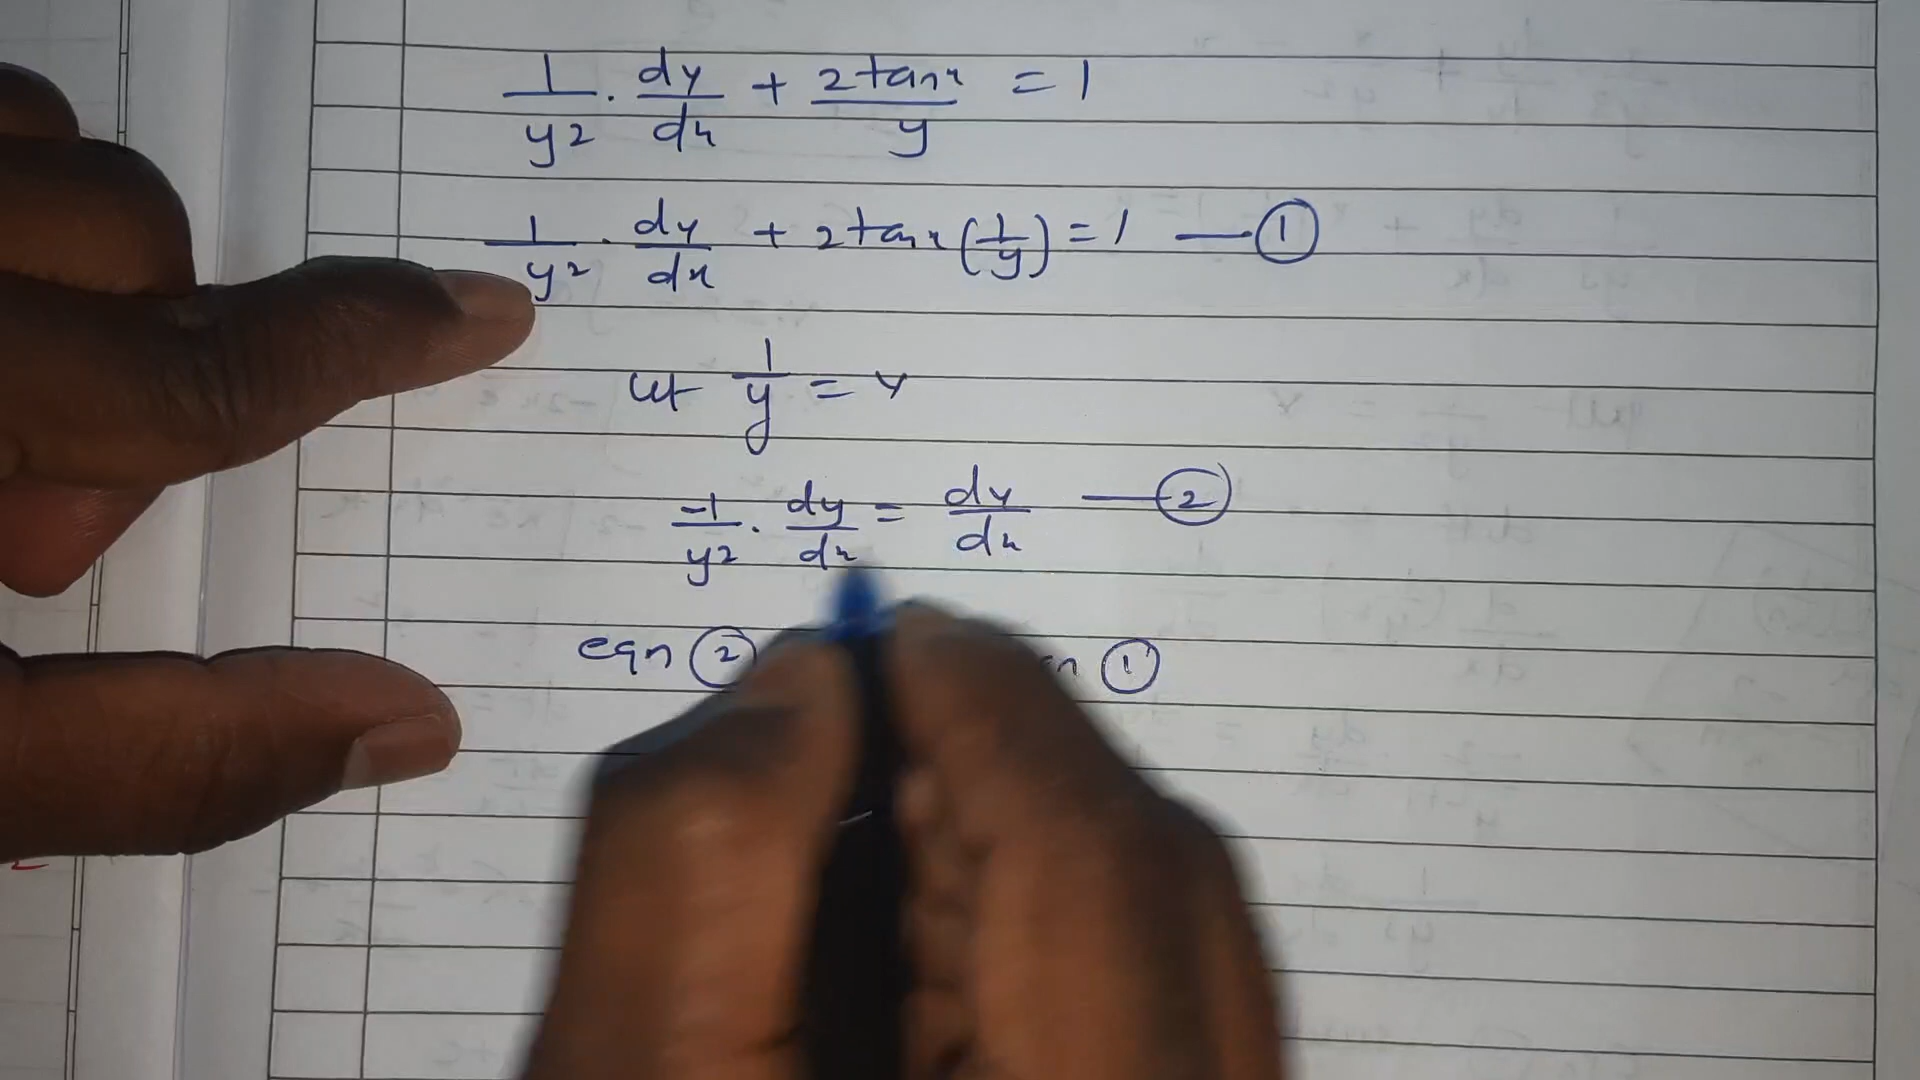 1/y2 . dy/dx + 2tanx/y = 1
1/y2 . dy/dx + 2tanx(1/y) = 1 — ①
let 1/y = v
-1/y2 . dy/dx = dv/dx — ②
eqn ② ①